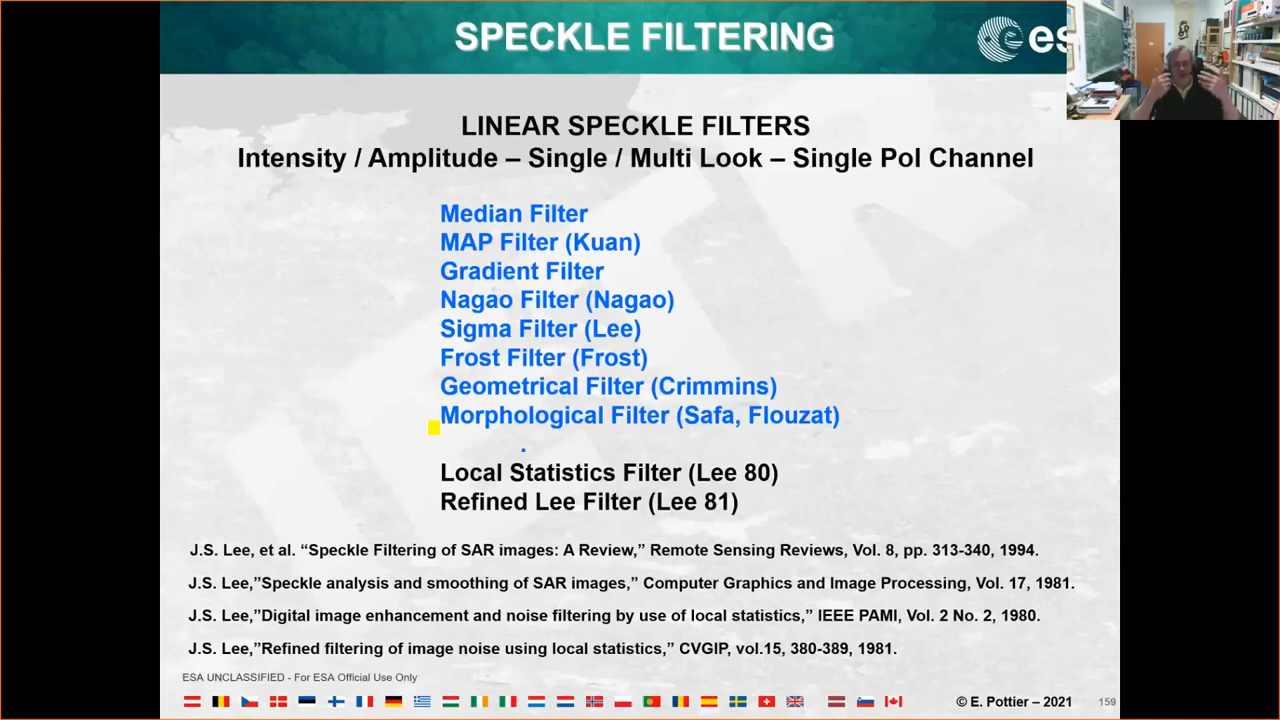 SPECKLE FILTERING
es
LINEAR SPECKLE FILTERS
Intensity / Amplitude – Single / Multi Look – Single Pol Channel
Median Filter
MAP Filter (Kuan)
Gradient Filter
Nagao Filter (Nagao)
Sigma Filter (Lee)
Frost Filter (Frost)
Geometrical Filter (Crimmins)
Morphological Filter (Safa, Flouzat)
.
Local Statistics Filter (Lee 80)
Refined Lee Filter (Lee 81)
J.S. Lee, et al. “Speckle Filtering of SAR images: A Review,” Remote Sensing Reviews, Vol. 8, pp. 313-340, 1994.
J.S. Lee,”Speckle analysis and smoothing of SAR images,” Computer Graphics and Image Processing, Vol. 17, 1981.
J.S. Lee,”Digital image enhancement and noise filtering by use of local statistics,” IEEE PAMI, Vol. 2 No. 2, 1980.
J.S. Lee,”Refined filtering of image noise using local statistics,” CVGIP, vol.15, 380-389, 1981.
ESA UNCLASSIFIED - For ESA Official Use Only
© E. Pottier – 2021 159